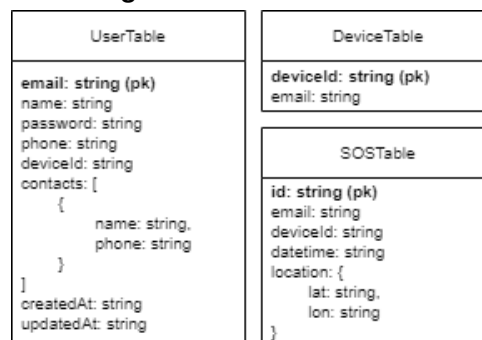 UserTable
email: string (pk)
name: string
password: string
phone: string
deviceId: string
contacts: [
{
name: string,
phone: string
}
]
createdAt: string
updatedAt: string
DeviceTable
deviceId: string (pk)
email: string
SOSTable
id: string (pk)
email: string
deviceId: string
datetime: string
location: {
lat: string,
lon: string
}